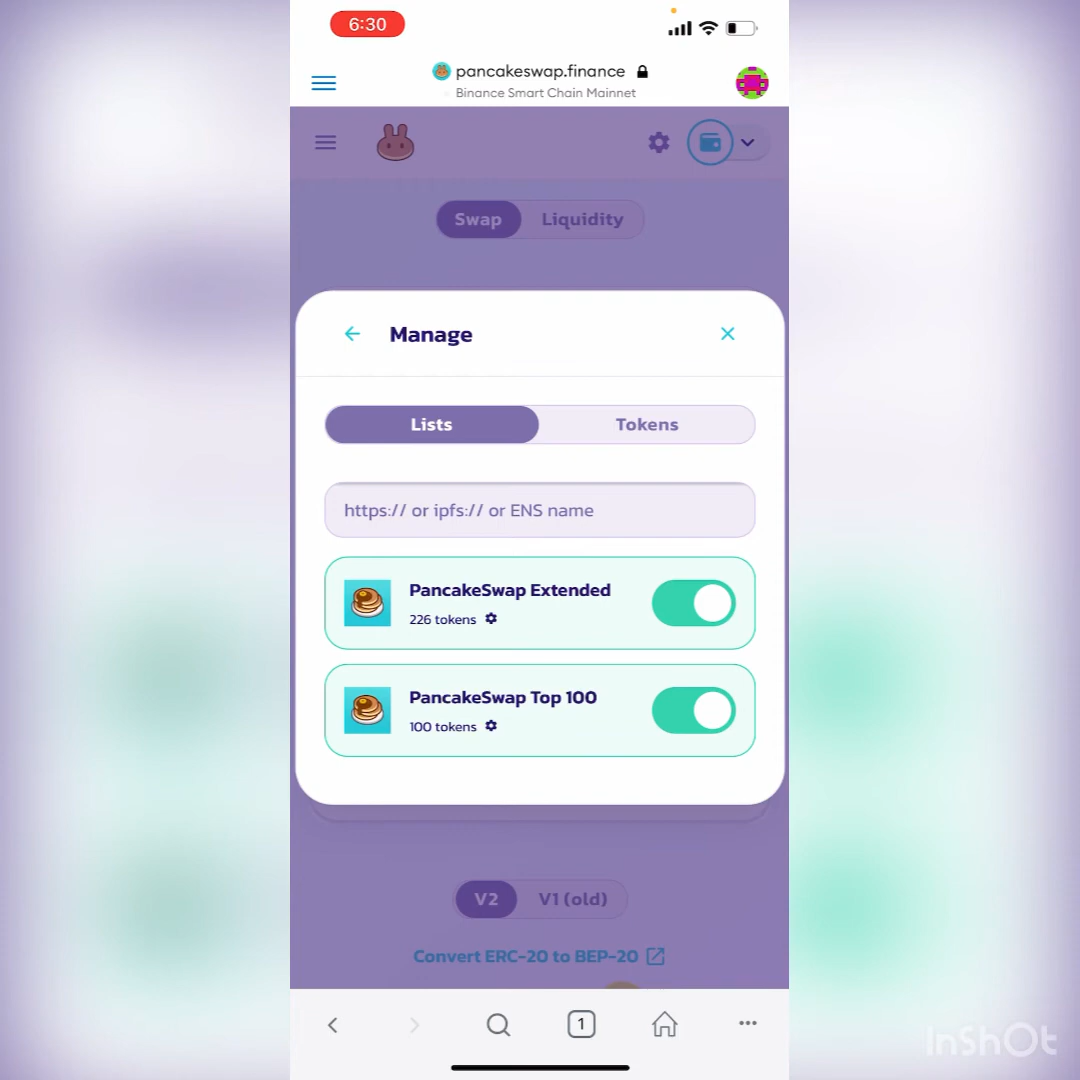 6:30
pancakeswap.finance
Binance Smart Chain Mainnet
Swap
Liquidity
Manage
Lists
Tokens
https:// or ipfs:// or ENS name
PancakeSwap Extended
226 tokens
PancakeSwap Top 100
100 tokens
V2
V1 (old)
Convert ERC-20 to BEP-20
1
InShOt